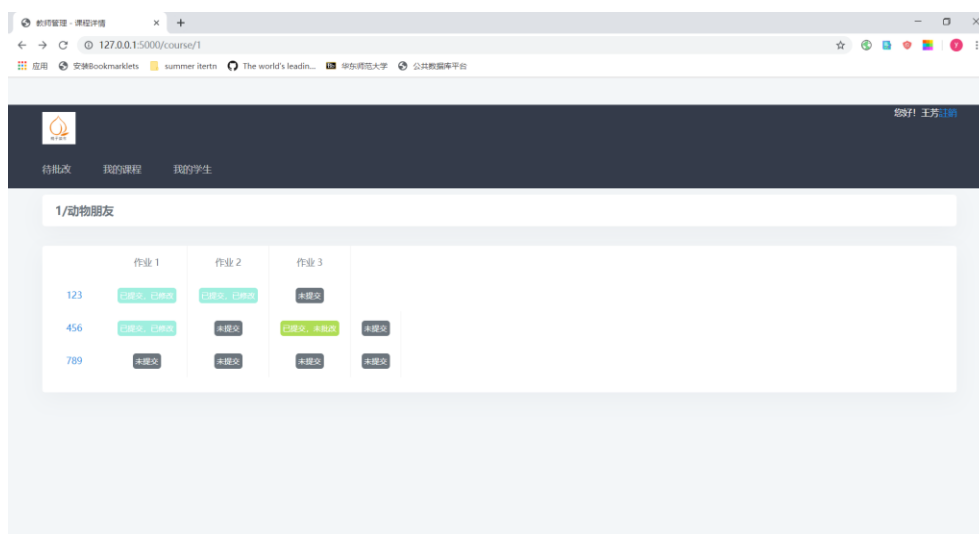 教师管理 - 课程详情
127.0.0.1:5000/course/1
应用 安装Bookmarklets summer itertn The world's leadin... 华东师范大学 公共数据库平台
您好！王芳注销
待批改 我的课程 我的学生
1/动物朋友
作业 1 作业 2 作业 3
123 已提交，已修改 已提交，已修改 未提交
456 已提交，已修改 未提交 已提交，未批改 未提交
789 未提交 未提交 未提交 未提交